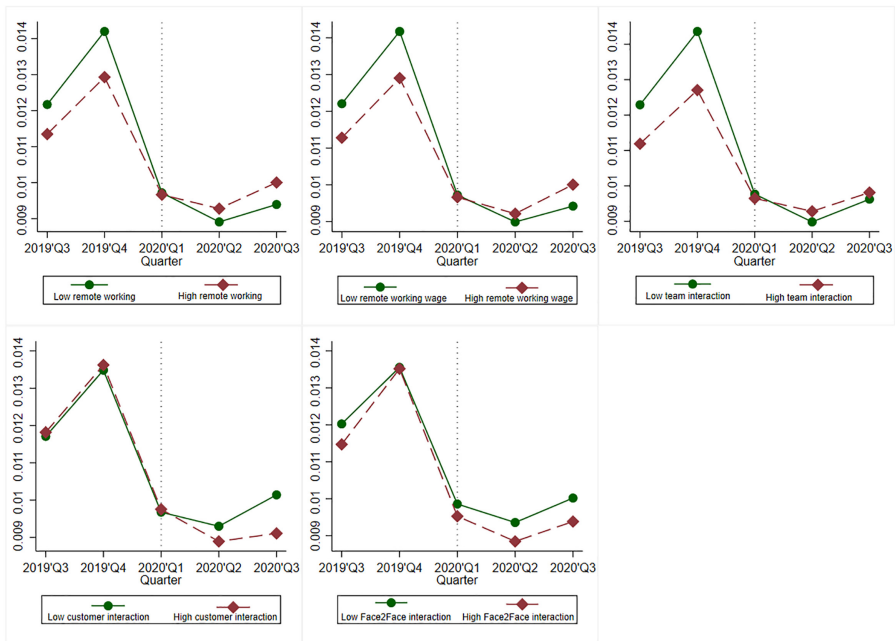 0.014
0.013
0.012
0.011
0.01
0.009
2019'Q3 2019'Q4 2020'Q1 2020'Q2 2020'Q3
Quarter
Low remote working High remote working
0.014
0.013
0.012
0.011
0.01
0.009
2019'Q3 2019'Q4 2020'Q1 2020'Q2 2020'Q3
Quarter
Low remote working wage High remote working wage
0.014
0.013
0.012
0.011
0.01
0.009
2019'Q3 2019'Q4 2020'Q1 2020'Q2 2020'Q3
Quarter
Low team interaction High team interaction
0.014
0.013
0.012
0.011
0.01
0.009
2019'Q3 2019'Q4 2020'Q1 2020'Q2 2020'Q3
Quarter
Low customer interaction High customer interaction
0.014
0.013
0.012
0.011
0.01
0.009
2019'Q3 2019'Q4 2020'Q1 2020'Q2 2020'Q3
Quarter
Low Face2Face interaction High Face2Face interaction